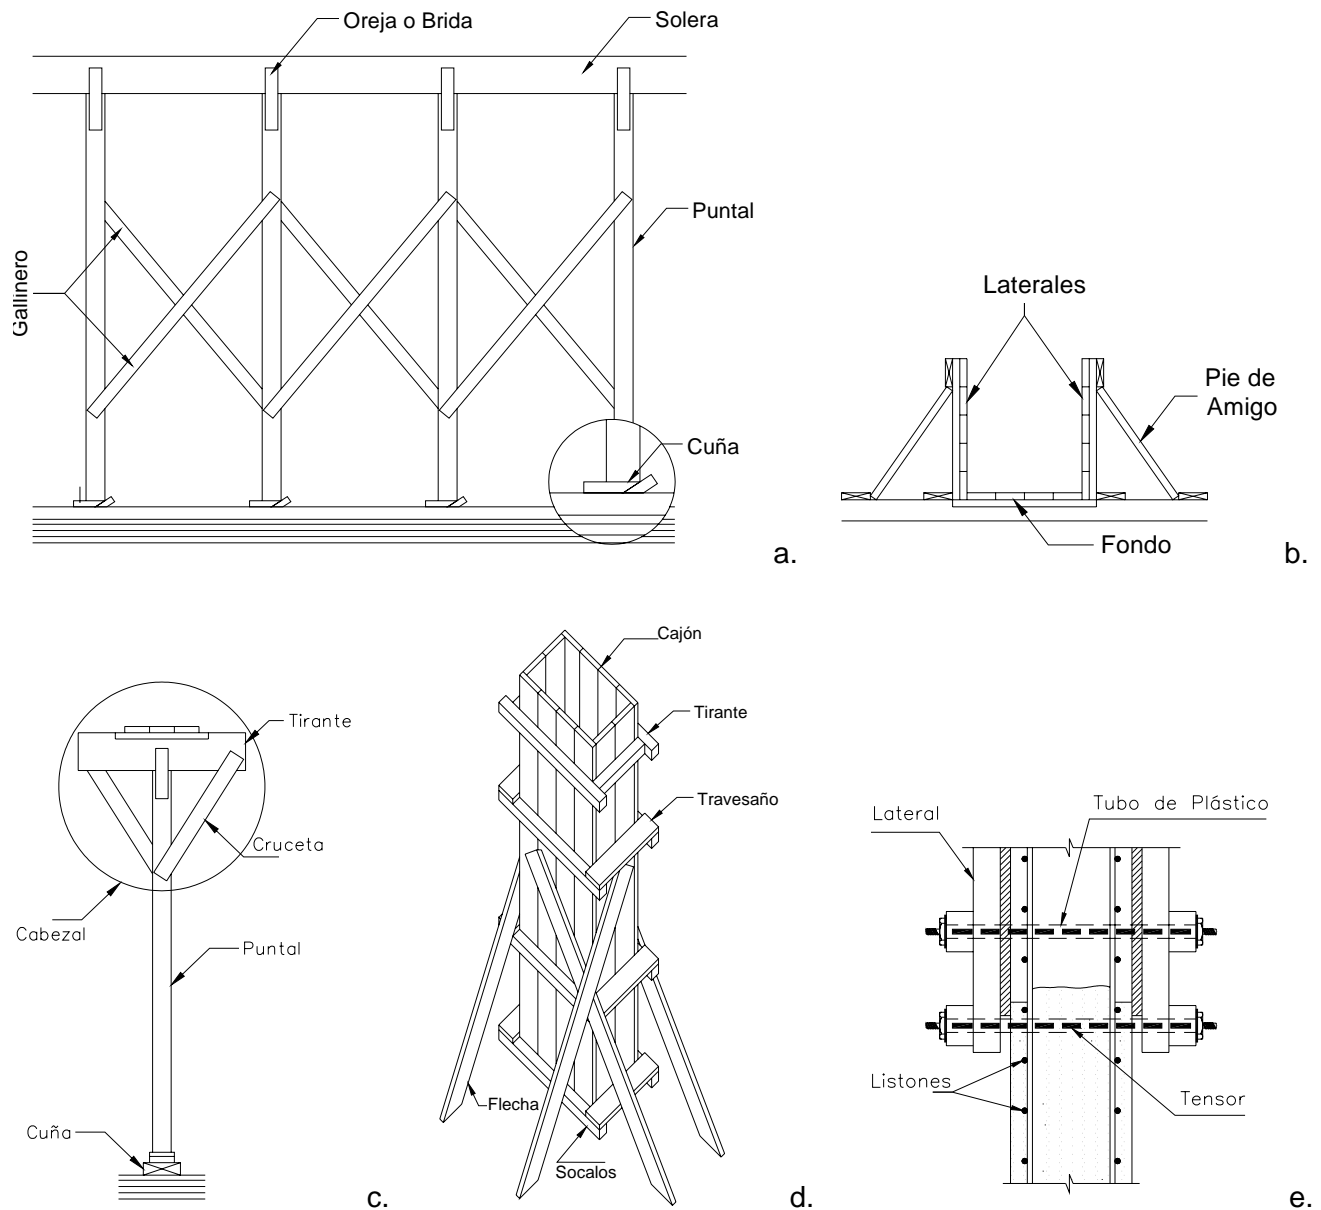 Oreja o Brida
Solera
Gallinero
Puntal
Cuña
a.
Laterales
Pie de
Amigo
Fondo
b.
Tirante
Cruceta
Cabezal
Puntal
Cuña
c.
Cajón
Tirante
Travesaño
Flecha
Socalos
d.
Lateral
Tubo de Plástico
Listones
Tensor
e.